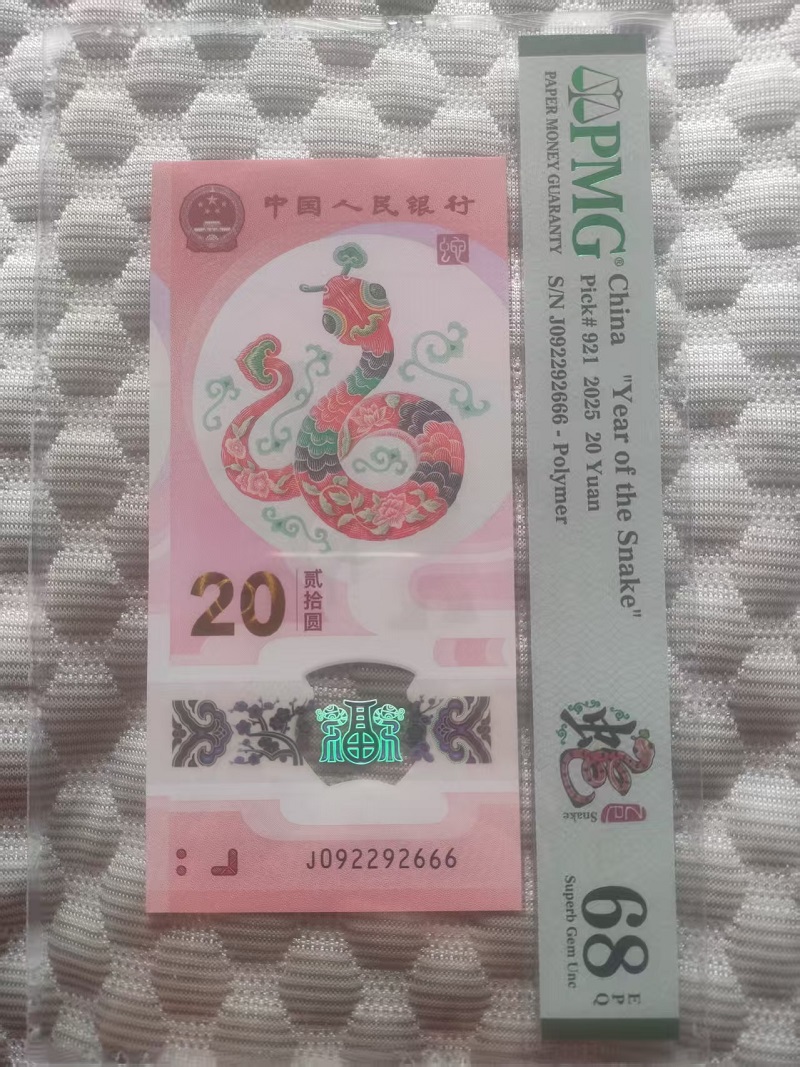 中国人民银行
蛇
20
贰拾圆
J092292666
PMG®
PAPER MONEY GUARANTY
China "Year of the Snake"
Pick# 921 2025 20 Yuan
S/N J092292666 - Polymer
蛇
Snake
68
EPQ
Superb Gem Unc